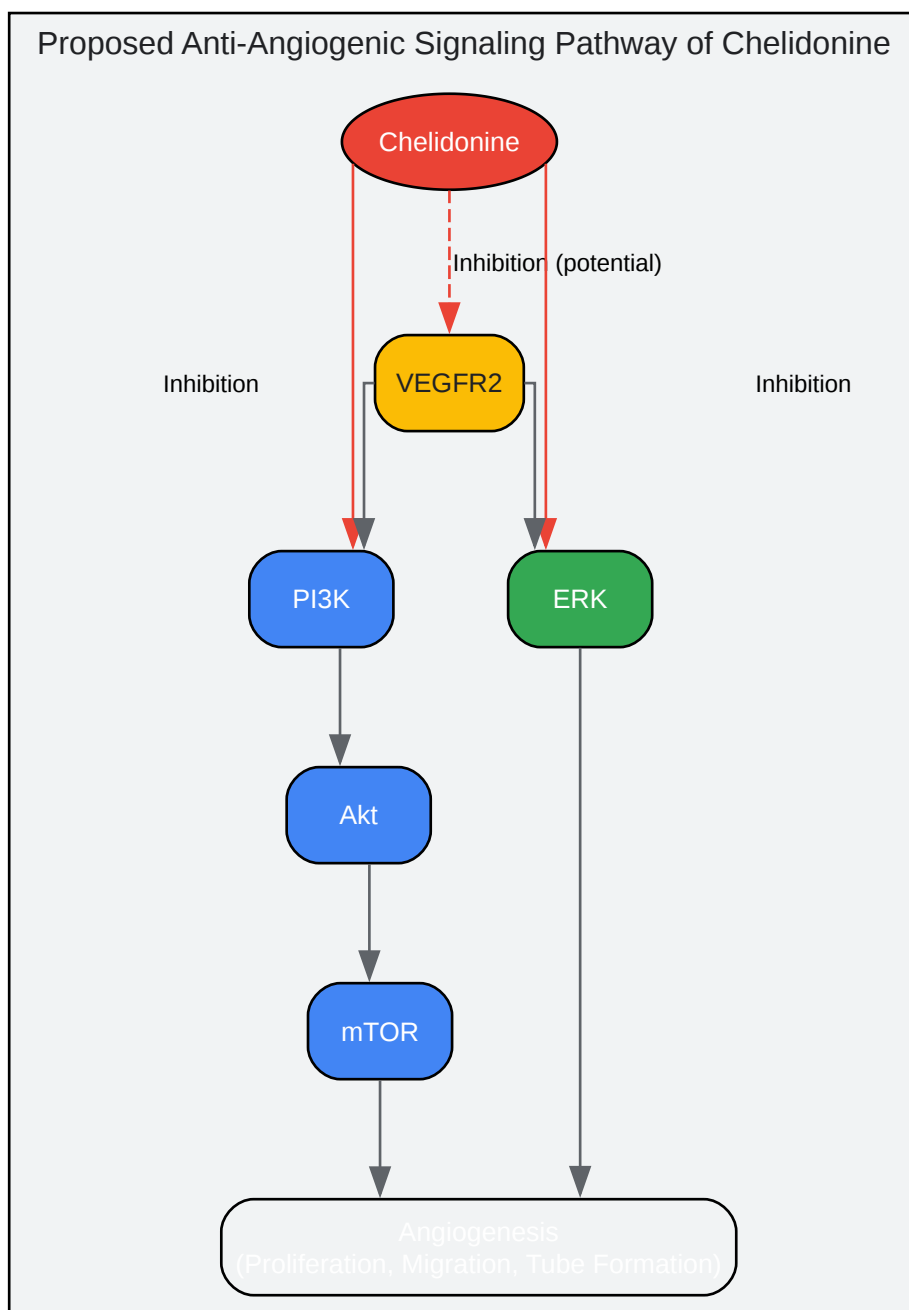 Proposed Anti-Angiogenic Signaling Pathway of Chelidonine
Chelidonine
Inhibition (potential)
VEGFR2
Inhibition
Inhibition
PI3K
ERK
Akt
mTOR
Angiogenesis
(Proliferation, Migration, Tube Formation)